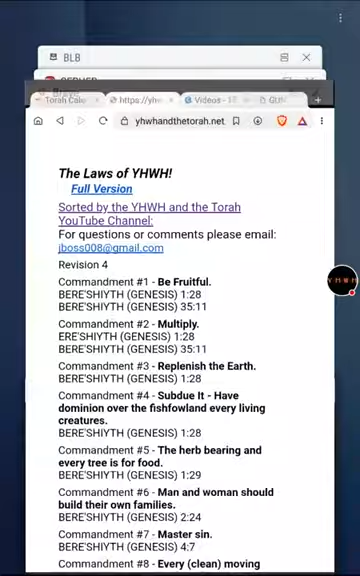 BLB
Torah Cale
https://yhw
Videos - YE
GUN
yhwhandthetorah.net
The Laws of YHWH!
Full Version
Sorted by the YHWH and the Torah
YouTube Channel:
For questions or comments please email:
jboss008@gmail.com
Revision 4
Commandment #1 - Be Fruitful.
BERE'SHIYTH (GENESIS) 1:28
BERE'SHIYTH (GENESIS) 35:11
Commandment #2 - Multiply.
ERE'SHIYTH (GENESIS) 1:28
BERE'SHIYTH (GENESIS) 35:11
Commandment #3 - Replenish the Earth.
BERE'SHIYTH (GENESIS) 1:28
Commandment #4 - Subdue It - Have
dominion over the fishfowland every living
creatures.
BERE'SHIYTH (GENESIS) 1:28
Commandment #5 - The herb bearing and
every tree is for food.
BERE'SHIYTH (GENESIS) 1:29
Commandment #6 - Man and woman should
build their own families.
BERE'SHIYTH (GENESIS) 2:24
Commandment #7 - Master sin.
BERE'SHIYTH (GENESIS) 4:7
Commandment #8 - Every (clean) moving